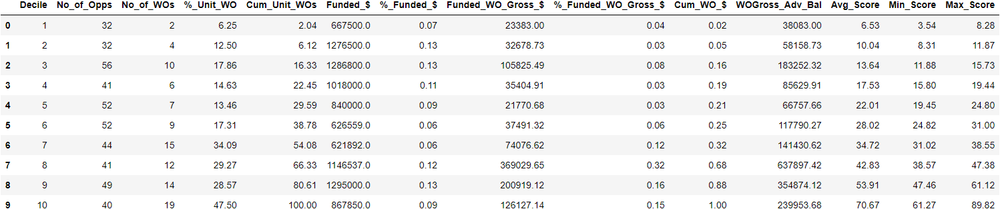 Decile No_of_Opps No_of_WOs %_Unit_WO Cum_Unit_WOs Funded_$ %_Funded_$ Funded_WO_Gross_$ %_Funded_WO_Gross_$ Cum_WO_$ WOGross_Adv_Bal Avg_Score Min_Score Max_Score
0 1 32 2 6.25 2.04 667500.0 0.07 23383.00 0.04 0.02 38083.00 6.53 3.54 8.28
1 2 32 4 12.50 6.12 1276500.0 0.13 32678.73 0.03 0.05 58158.73 10.04 8.31 11.87
2 3 56 10 17.86 16.33 1286800.0 0.13 105825.49 0.08 0.16 183252.32 13.64 11.88 15.73
3 4 41 6 14.63 22.45 1018000.0 0.11 35404.91 0.03 0.19 85629.91 17.53 15.80 19.44
4 5 52 7 13.46 29.59 840000.0 0.09 21770.68 0.03 0.21 66757.66 22.01 19.45 24.80
5 6 52 9 17.31 38.78 626559.0 0.06 37491.32 0.06 0.25 117790.27 28.02 24.82 31.00
6 7 44 15 34.09 54.08 621892.0 0.06 74076.62 0.12 0.32 141430.62 34.72 31.02 38.55
7 8 41 12 29.27 66.33 1146537.0 0.12 369029.65 0.32 0.68 637897.42 42.83 38.57 47.38
8 9 49 14 28.57 80.61 1295000.0 0.13 200919.12 0.16 0.88 354874.12 53.91 47.46 61.12
9 10 40 19 47.50 100.00 867850.0 0.09 126127.14 0.15 1.00 239953.68 70.67 61.27 89.82